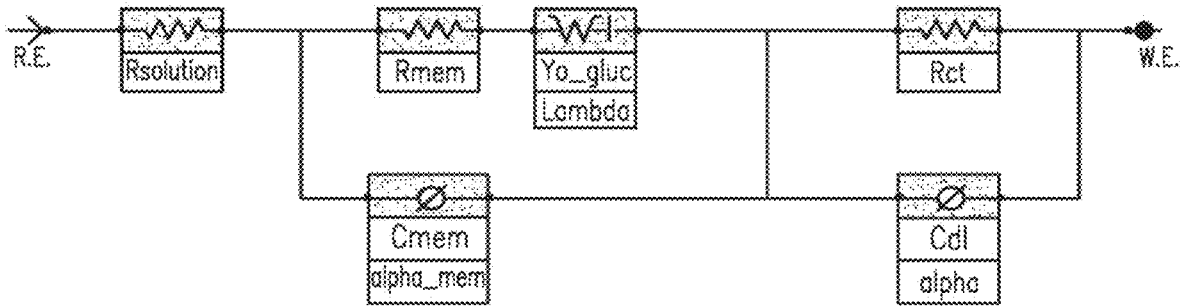 R.E.
Rsolution
Rmem
Yo_gluc
Lambda
Rct
W.E.
Cmem
alpha_mem
Cdl
alpha